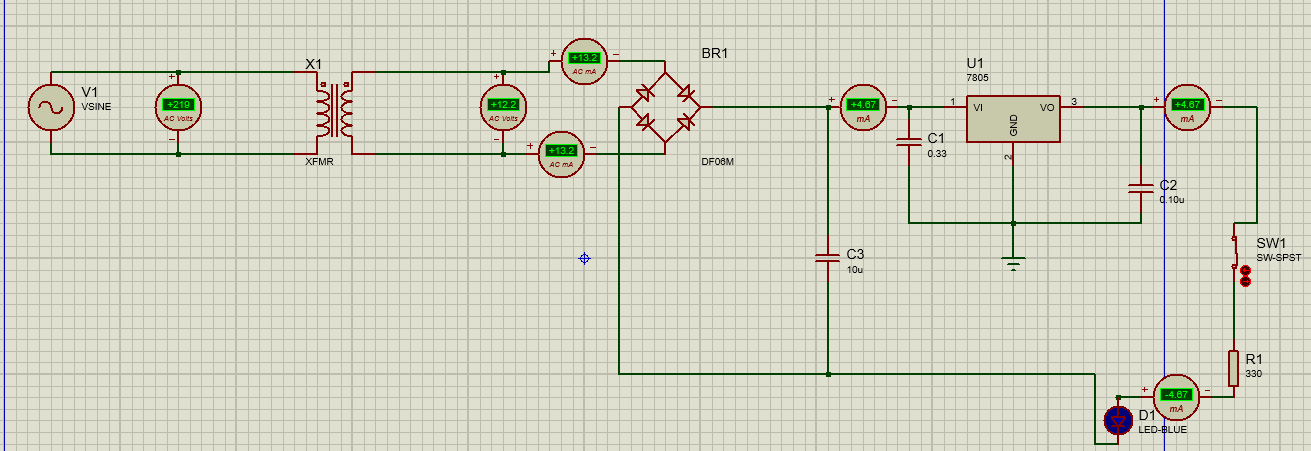 V1
VSINE
+219
AC Volts
X1
XFMR
+12.2
AC Volts
+13.2
AC mA
+13.2
AC mA
BR1
DF06M
+4.67
mA
C1
0.33
U1
7805
1
VI
VO
3
GND
2
+4.67
mA
C2
0.10u
C3
10u
SW1
SW-SPST
R1
330
-4.67
mA
D1
LED-BLUE